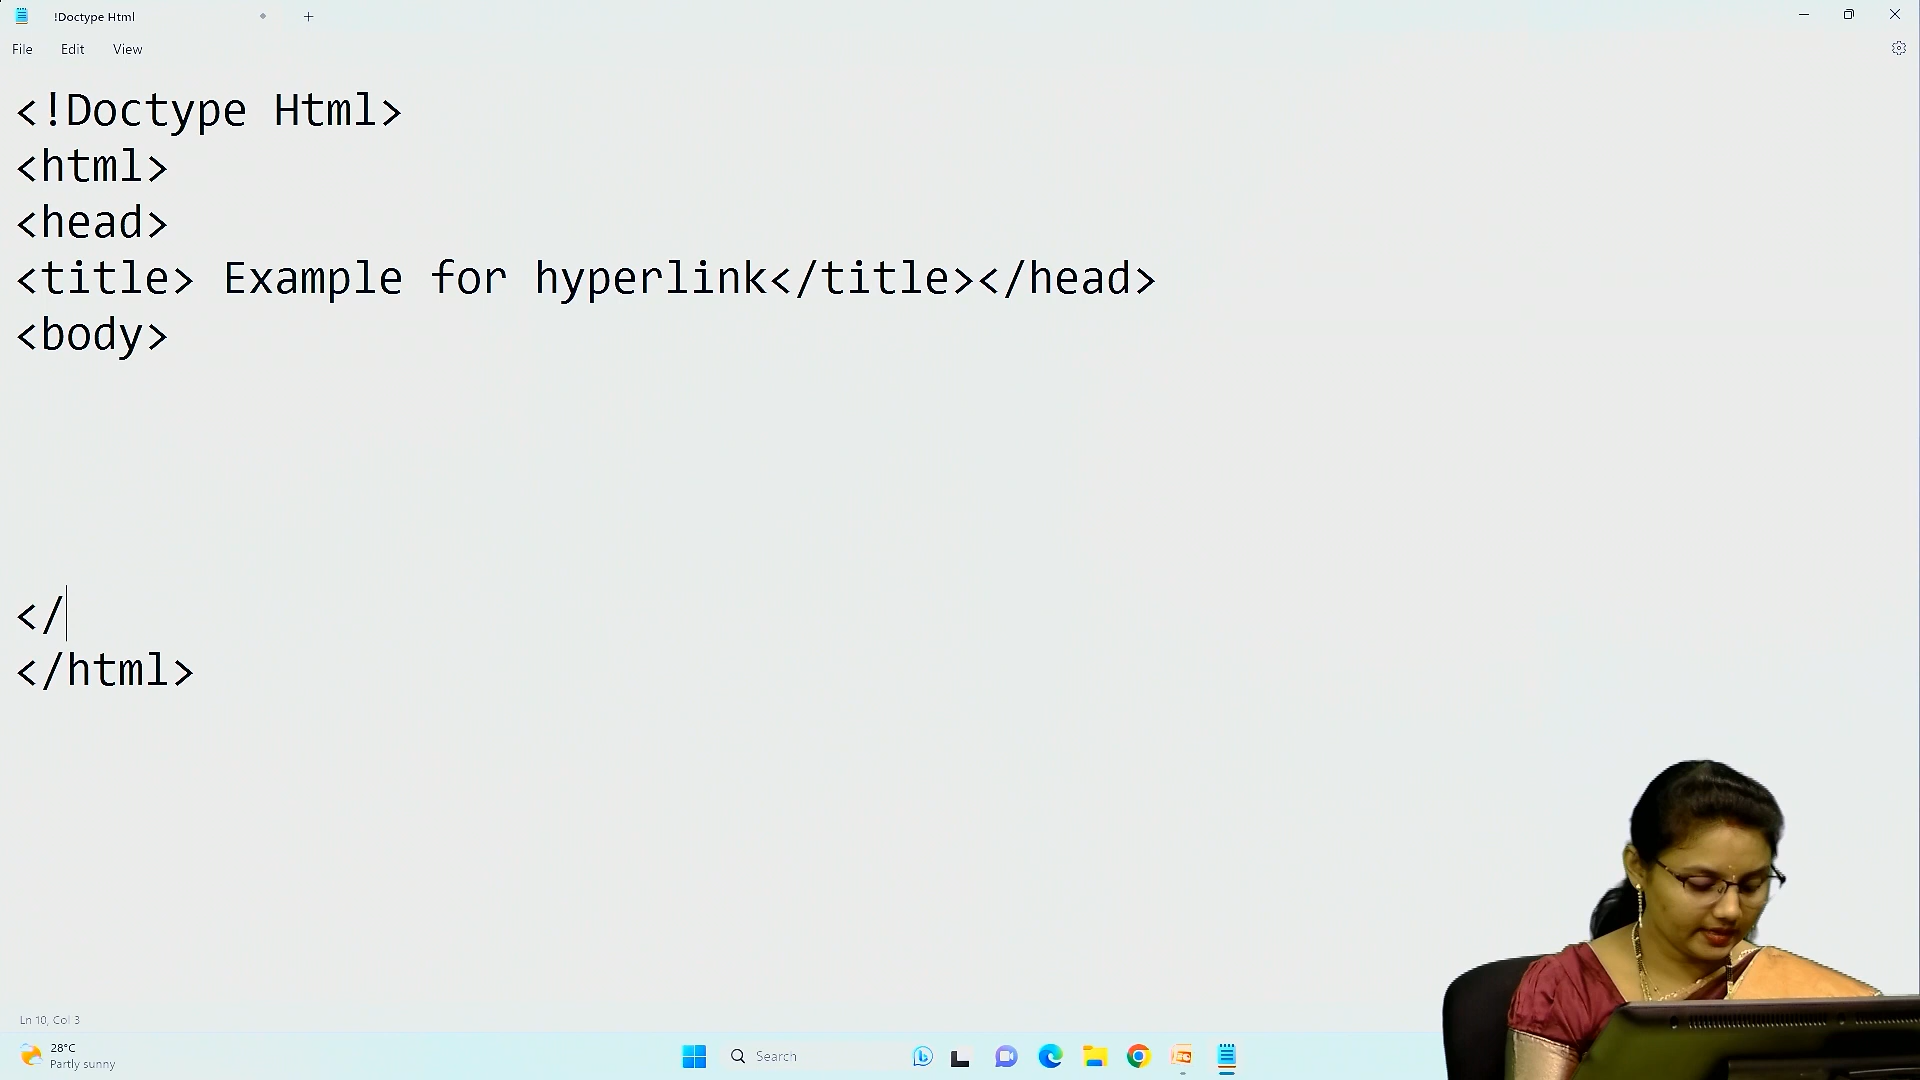 !Doctype Html
File Edit View
<!Doctype Html>
<html>
<head>
<title> Example for hyperlink</title></head>
<body>
</
</html>
Ln 10, Col 3
28°C
Partly sunny
Search